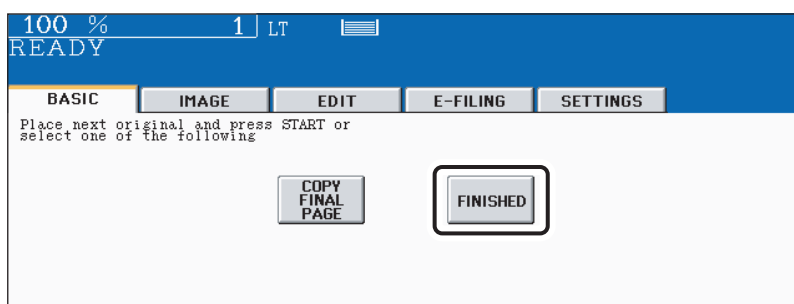 100 % 1 LT
READY
BASIC IMAGE EDIT E-FILING SETTINGS
Place next original and press START or
select one of the following
COPY
FINAL
PAGE
FINISHED